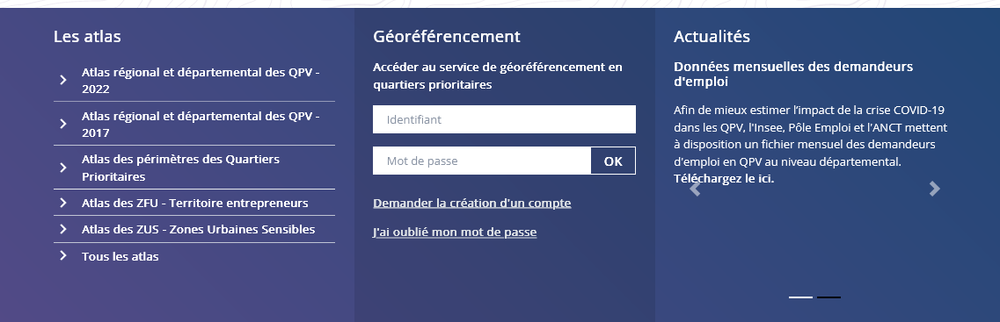 Les atlas
Atlas régional et départemental des QPV -
2022
Atlas régional et départemental des QPV -
2017
Atlas des périmètres des Quartiers
Prioritaires
Atlas des ZFU - Territoire entrepreneurs
Atlas des ZUS - Zones Urbaines Sensibles
Tous les atlas
Géoréférencement
Accéder au service de géoréférencement en
quartiers prioritaires
Identifiant
Mot de passe
OK
Demander la création d'un compte
J'ai oublié mon mot de passe
Actualités
Données mensuelles des demandeurs
d'emploi
Afin de mieux estimer l’impact de la crise COVID-19
dans les QPV, l'Insee, Pôle Emploi et l'ANCT mettent
à disposition un fichier mensuel des demandeurs
d'emploi en QPV au niveau départemental.
Téléchargez le ici.